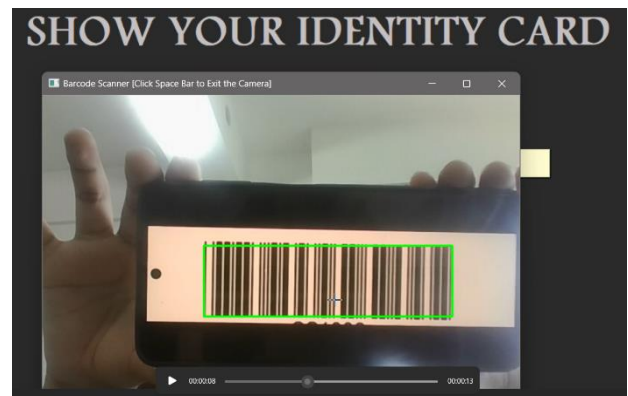 SHOW YOUR IDENTITY CARD
Barcode Scanner [Click Space Bar to Exit the Camera]
00:00:08
00:00:13